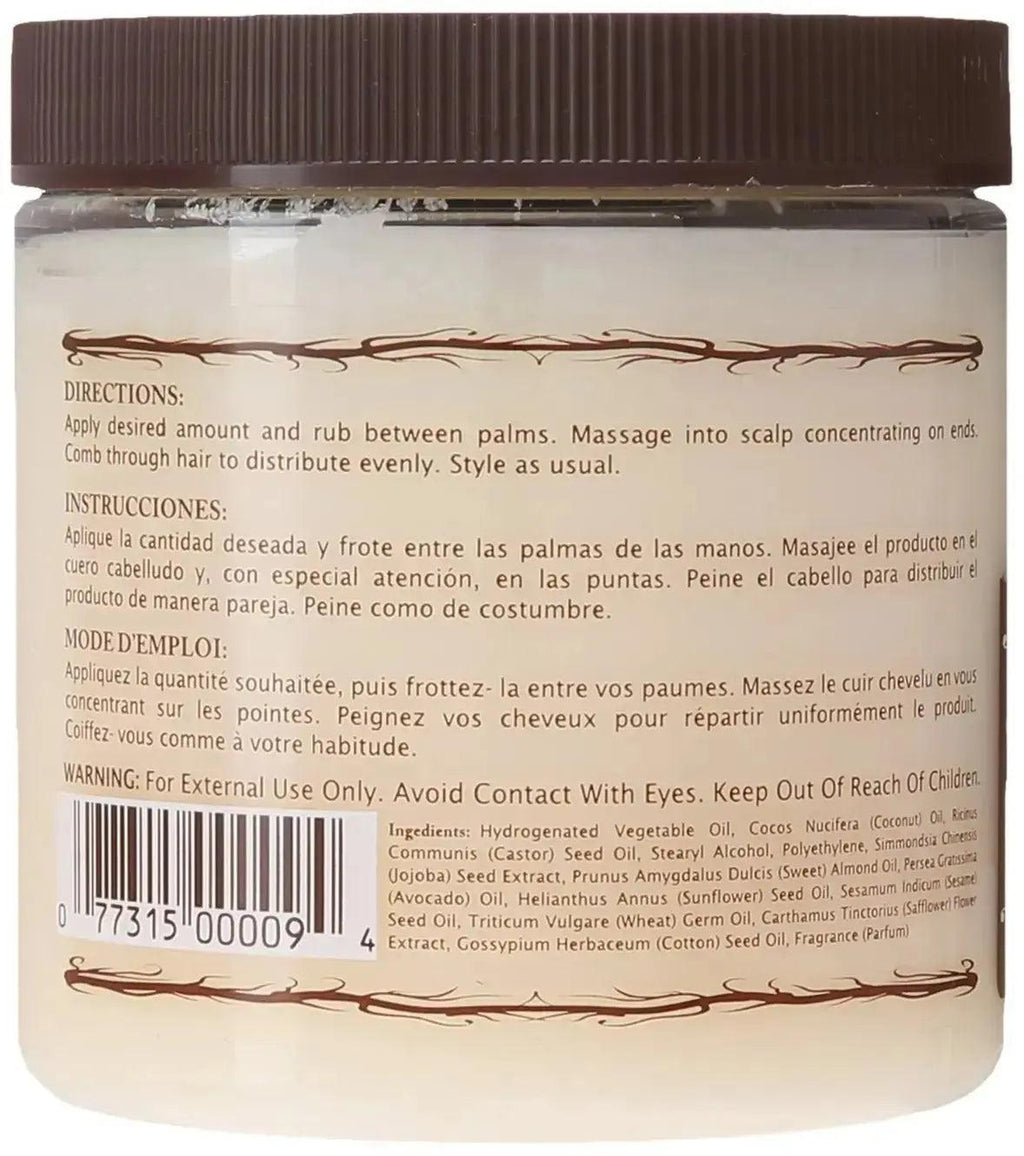 DIRECTIONS:
Apply desired amount and rub between palms. Massage into scalp concentrating on ends.
Comb through hair to distribute evenly. Style as usual.
INSTRUCCIONES:
Aplique la cantidad deseada y frote entre las palmas de las manos. Masajee el producto en el
cuero cabelludo y, con especial atención, en las puntas. Peine el cabello para distribuir el
producto de manera pareja. Peine como de costumbre.
MODE D'EMPLOI:
Appliquez la quantité souhaitée, puis frottez- la entre vos paumes. Massez le cuir chevelu en vous
concentrant sur les pointes. Peignez vos cheveux pour répartir uniformément le produit.
Coiffez- vous comme à votre habitude.
WARNING: For External Use Only. Avoid Contact With Eyes. Keep Out Of Reach Of Children.
Ingedients: Hydrogenated Vegetable Oil, Cocos Nucifera (Coconut) Oil, Ricinus
Communis (Castor) Seed Oil, Stearyl Alcohol, Polyethylene, Simmondsia Chinensis
(Jojoba) Seed Extract, Prunus Amygdalus Dulcis (Sweet) Almond Oil, Persea Gratissima
(Avocado) Oil, Helianthus Annus (Sunflower) Seed Oil, Sesamum Indicum (Sesame)
Seed Oil, Triticum Vulgare (Wheat) Germ Oil, Carthamus Tinctorius (Safflower) Flower
Extract, Gossypium Herbaceum (Cotton) Seed Oil, Fragrance (Parfum)
0 77315 00009 4